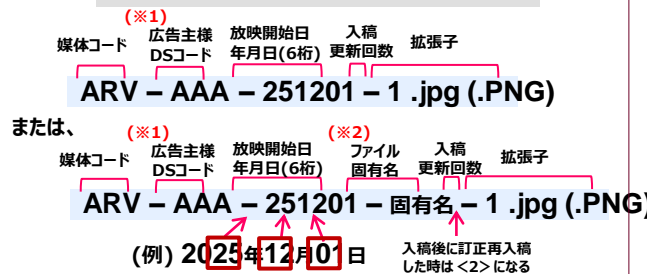 (※1)
媒体コード 広告主様 DSコード 放映開始日 年月日(6桁) 入稿 更新回数 拡張子
ARV – AAA – 251201 – 1 .jpg (.PNG)
または、
(※1) (※2)
媒体コード 広告主様 DSコード 放映開始日 年月日(6桁) ファイル 固有名 入稿 更新回数 拡張子
ARV – AAA – 251201 – 固有名 – 1 .jpg (.PNG)
(例) 2025年12月01日
入稿後に訂正再入稿
した時は <2> になる